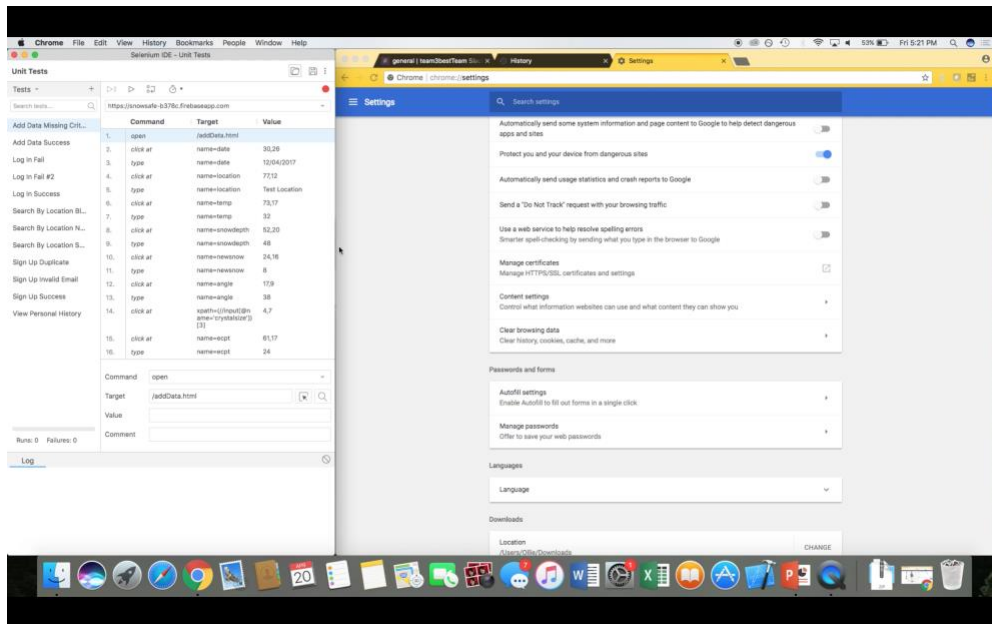 Chrome File Edit View History Bookmarks People Window Help
53% Fri 5:21 PM
Selenium IDE - Unit Tests
Unit Tests
Tests
Search tests...
Add Data Missing Crit...
Add Data Success
Log in Fail
Log in Fail #2
Log in Success
Search By Location Bl...
Search By Location N...
Search By Location S...
Sign Up Duplicate
Sign Up Invalid Email
Sign Up Success
View Personal History
Runs: 0 Failures: 0
https://snowsafe-b376c.firebaseapp.com
Command Target Value
1. open /addData.html
2. click at name=date 30,26
3. type name=date 12/04/2017
4. click at name=location 77,12
5. type name=location Test Location
6. click at name=temp 73,17
7. type name=temp 32
8. click at name=snowdepth 52,20
9. type name=snowdepth 48
10. click at name=newsnow 24,16
11. type name=newsnow 8
12. click at name=angle 17,9
13. type name=angle 38
14. click at xpath=(//input[@n 4,7
ame='crystalsize'])
[3]
15. click at name=ecpt 61,17
16. type name=ecpt 24
Command open
Target /addData.html
Value
Comment
Log
general | team3bestTeam
History
Settings
Chrome | chrome://settings
Settings
Search settings
Automatically send some system information and page content to Google to help detect dangerous
apps and sites
Protect you and your device from dangerous sites
Automatically send usage statistics and crash reports to Google
Send a "Do Not Track" request with your browsing traffic
Use a web service to help resolve spelling errors
Smarter spell-checking by sending what you type in the browser to Google
Manage certificates
Manage HTTPS/SSL certificates and settings
Content settings
Control what information websites can use and what content they can show you
Clear browsing data
Clear history, cookies, cache, and more
Passwords and forms
Autofill settings
Enable Autofill to fill out forms in a single click
Manage passwords
Offer to save your web passwords
Languages
Language
Downloads
Location
/Users/Ollie/Downloads
CHANGE
20